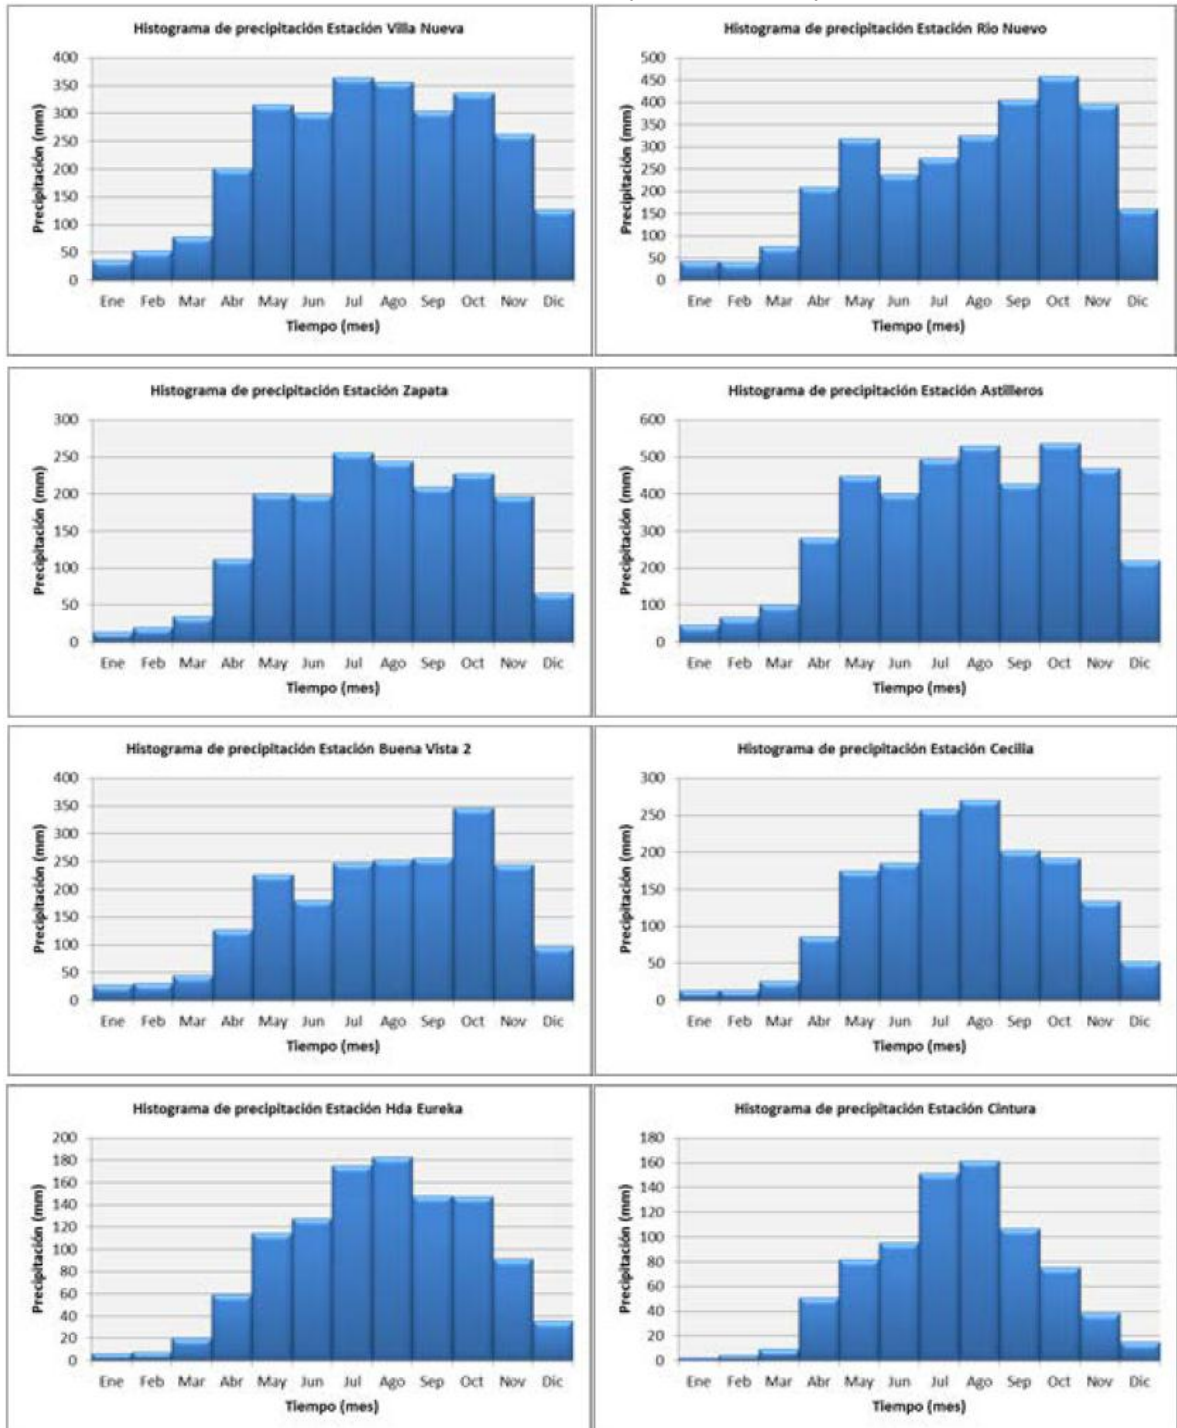 Histograma de precipitación Estación Villa Nueva
Precipitación (mm)
400
350
300
250
200
150
100
50
0
Ene Feb Mar Abr May Jun Jul Ago Sep Oct Nov Dic
Tiempo (mes)
Histograma de precipitación Estación Rio Nuevo
Precipitación (mm)
500
450
400
350
300
250
200
150
100
50
0
Ene Feb Mar Abr May Jun Jul Ago Sep Oct Nov Dic
Tiempo (mes)
Histograma de precipitación Estación Zapata
Precipitación (mm)
300
250
200
150
100
50
0
Ene Feb Mar Abr May Jun Jul Ago Sep Oct Nov Dic
Tiempo (mes)
Histograma de precipitación Estación Astilleros
Precipitación (mm)
600
500
400
300
200
100
0
Ene Feb Mar Abr May Jun Jul Ago Sep Oct Nov Dic
Tiempo (mes)
Histograma de precipitación Estación Buena Vista 2
Precipitación (mm)
400
350
300
250
200
150
100
50
0
Ene Feb Mar Abr May Jun Jul Ago Sep Oct Nov Dic
Tiempo (mes)
Histograma de precipitación Estación Cecilia
Precipitación (mm)
300
250
200
150
100
50
0
Ene Feb Mar Abr May Jun Jul Ago Sep Oct Nov Dic
Tiempo (mes)
Histograma de precipitación Estación Hda Eureka
Precipitación (mm)
200
180
160
140
120
100
80
60
40
20
0
Ene Feb Mar Abr May Jun Jul Ago Sep Oct Nov Dic
Tiempo (mes)
Histograma de precipitación Estación Cintura
Precipitación (mm)
180
160
140
120
100
80
60
40
20
0
Ene Feb Mar Abr May Jun Jul Ago Sep Oct Nov Dic
Tiempo (mes)